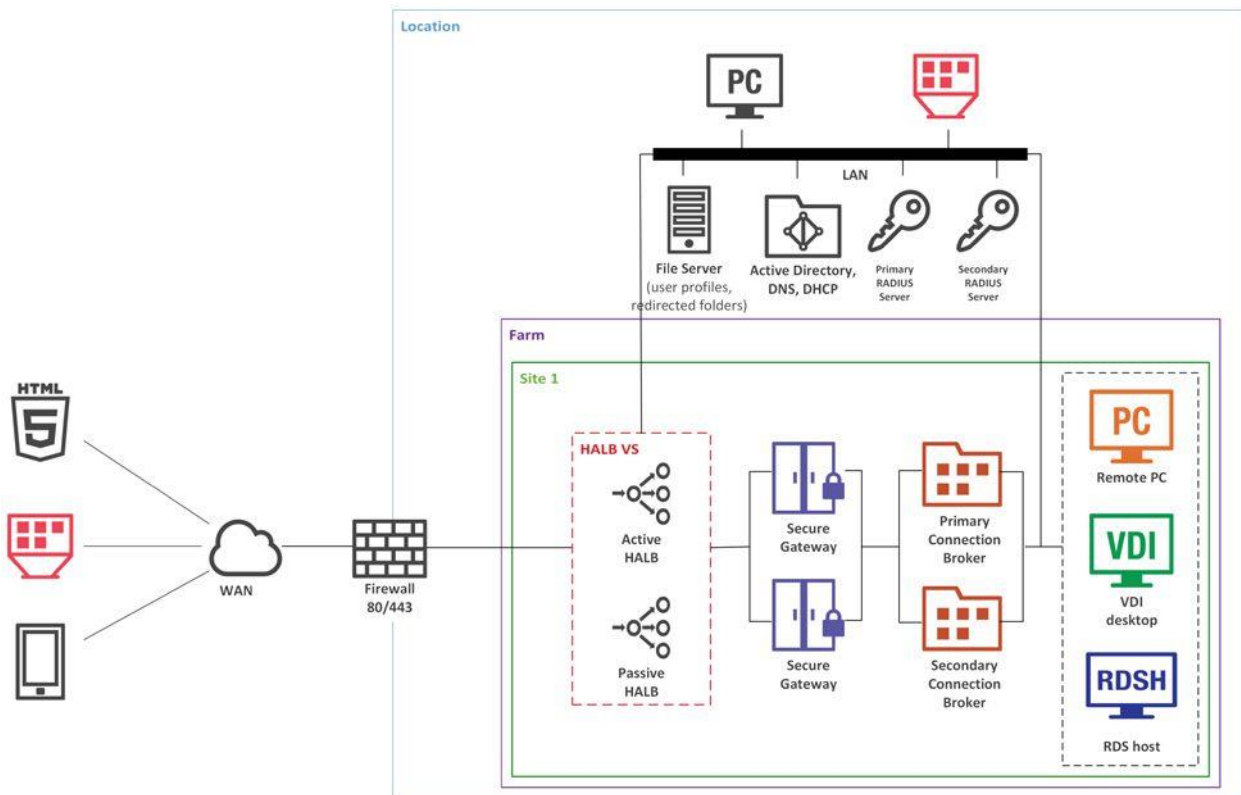 Location
PC
LAN
File Server
(user profiles,
redirected folders)
Active Directory,
DNS, DHCP
Primary
RADIUS
Server
Secondary
RADIUS
Server
Farm
Site 1
HTML
5
WAN
Firewall
80/443
HALB VS
Active
HALB
Passive
HALB
Secure
Gateway
Secure
Gateway
Primary
Connection
Broker
Secondary
Connection
Broker
PC
Remote PC
VDI
VDI
desktop
RDSH
RDS host